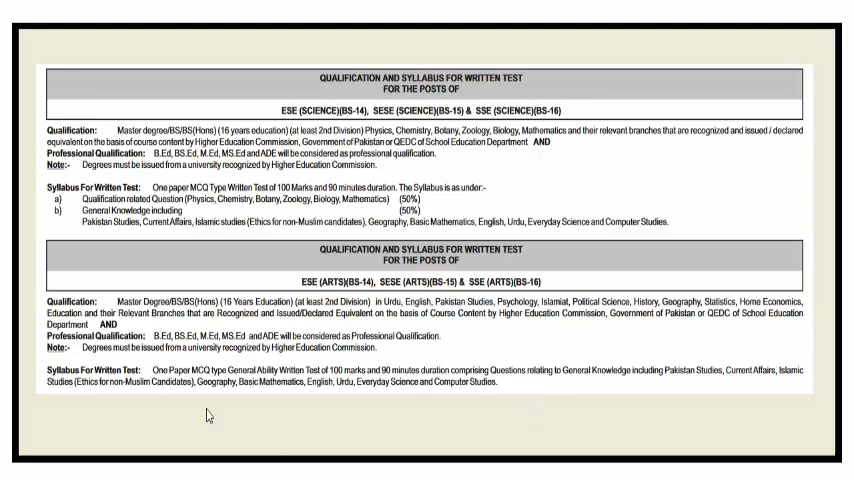 QUALIFICATION AND SYLLABUS FOR WRITTEN TEST
FOR THE POSTS OF
ESE (SCIENCE)(BS-14), SESE (SCIENCE)(BS-15) & SSE (SCIENCE)(BS-16)
Qualification: Master degree/BS/BS(Hons) (16 years education) (at least 2nd Division) Physics, Chemistry, Botany, Zoology, Biology, Mathematics and their relevant branches that are recognized and issued / declared
equivalent on the basis of course content by Higher Education Commission, Government of Pakistan or QEDC of School Education Department AND
Professional Qualification: B.Ed, BS.Ed, M.Ed, MS.Ed and ADE will be considered as professional qualification.
Note:- Degrees must be issued from a university recognized by Higher Education Commission.
Syllabus For Written Test: One paper MCQ Type Written Test of 100 Marks and 90 minutes duration. The Syllabus is as under:-
a) Qualification related Question (Physics, Chemistry, Botany, Zoology, Biology, Mathematics) (50%)
b) General Knowledge including (50%)
Pakistan Studies, Current Affairs, Islamic studies (Ethics for non-Muslim candidates), Geography, Basic Mathematics, English, Urdu, Everyday Science and Computer Studies.
QUALIFICATION AND SYLLABUS FOR WRITTEN TEST
FOR THE POSTS OF
ESE (ARTS)(BS-14), SESE (ARTS)(BS-15) & SSE (ARTS)(BS-16)
Qualification: Master Degree/BS/BS(Hons) (16 Years Education) (at least 2nd Division) in Urdu, English, Pakistan Studies, Psychology, Islamiat, Political Science, History, Geography, Statistics, Home Economics,
Education and their Relevant Branches that are Recognized and Issued/Declared Equivalent on the basis of Course Content by Higher Education Commission, Government of Pakistan or QEDC of School Education
Department AND
Professional Qualification: B.Ed, BS.Ed, M.Ed, MS.Ed and ADE will be considered as Professional Qualification.
Note:- Degrees must be issued from a university recognized by Higher Education Commission.
Syllabus For Written Test: One Paper MCQ type General Ability Written Test of 100 marks and 90 minutes duration comprising Questions relating to General Knowledge including Pakistan Studies, Current Affairs, Islamic
Studies (Ethics for non-Muslim Candidates), Geography, Basic Mathematics, English, Urdu, Everyday Science and Computer Studies.